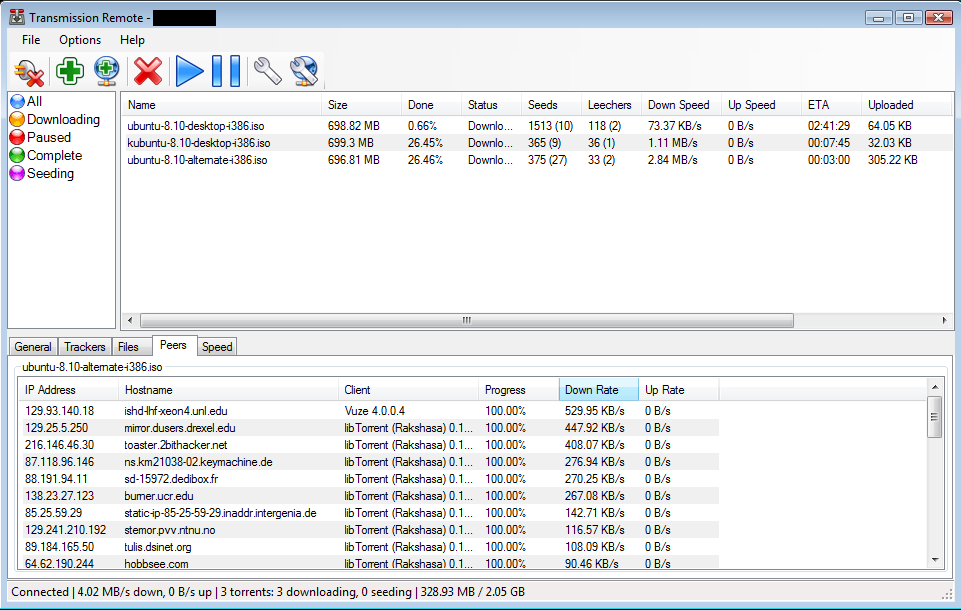 Transmission Remote -
File Options Help
All
Downloading
Paused
Complete
Seeding
Name Size Done Status Seeds Leechers Down Speed Up Speed ETA Uploaded
ubuntu-8.10-desktop-i386.iso 698.82 MB 0.66% Downlo... 1513 (10) 118 (2) 73.37 KB/s 0 B/s 02:41:29 64.05 KB
kubuntu-8.10-desktop-i386.iso 699.3 MB 26.45% Downlo... 365 (9) 36 (1) 1.11 MB/s 0 B/s 00:07:45 32.03 KB
ubuntu-8.10-alternate-i386.iso 696.81 MB 26.46% Downlo... 375 (27) 33 (2) 2.84 MB/s 0 B/s 00:03:00 305.22 KB
General Trackers Files Peers Speed
ubuntu-8.10-alternate-i386.iso
IP Address Hostname Client Progress Down Rate Up Rate
129.93.140.18 ishd-lhf-xeon4.unl.edu Vuze 4.0.0.4 100.00% 529.95 KB/s 0 B/s
129.25.5.250 mirror.dusers.drexel.edu libTorrent (Rakshasa) 0.1... 100.00% 447.92 KB/s 0 B/s
216.146.46.30 toaster.2bithacker.net libTorrent (Rakshasa) 0.1... 100.00% 408.07 KB/s 0 B/s
87.118.96.146 ns.km21038-02.keymachine.de libTorrent (Rakshasa) 0.1... 100.00% 276.94 KB/s 0 B/s
88.191.94.11 sd-15972.dedibox.fr libTorrent (Rakshasa) 0.1... 100.00% 270.25 KB/s 0 B/s
138.23.27.123 burner.ucr.edu libTorrent (Rakshasa) 0.1... 100.00% 267.08 KB/s 0 B/s
85.25.59.29 static-ip-85-25-59-29.inaddr.intergenia.de libTorrent (Rakshasa) 0.1... 100.00% 142.71 KB/s 0 B/s
129.241.210.192 stemor.pvv.ntnu.no libTorrent (Rakshasa) 0.1... 100.00% 116.57 KB/s 0 B/s
89.184.165.50 tulis.dsinet.org libTorrent (Rakshasa) 0.1... 100.00% 108.09 KB/s 0 B/s
64.62.190.244 hobbsee.com libTorrent (Rakshasa) 0.1... 100.00% 90.46 KB/s 0 B/s
Connected | 4.02 MB/s down, 0 B/s up | 3 torrents: 3 downloading, 0 seeding | 328.93 MB / 2.05 GB